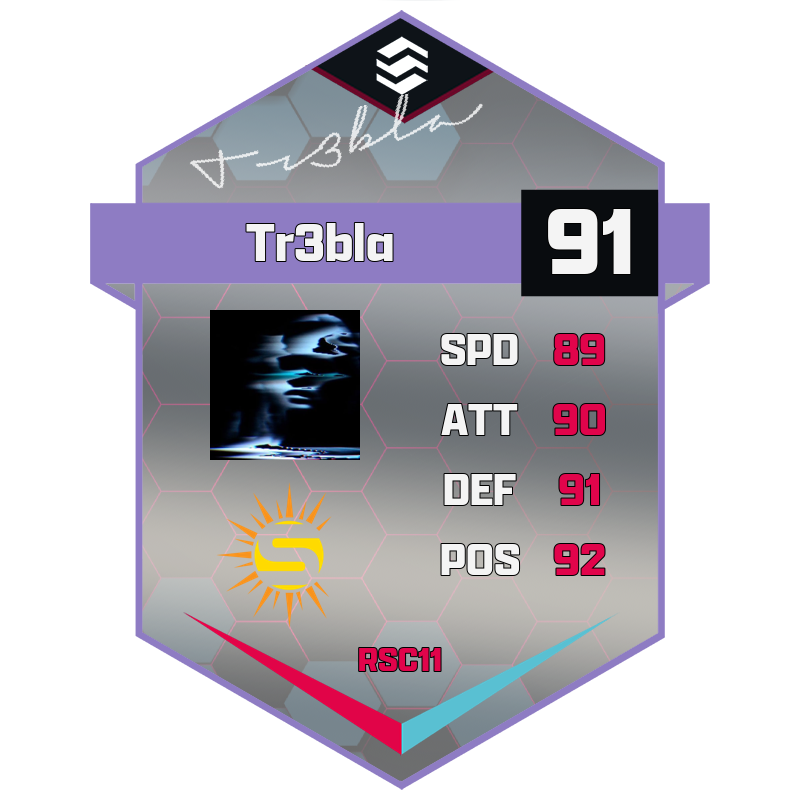 Tr3bla
Tr3bla 91
SPD 89
ATT 90
DEF 91
POS 92
RSC11